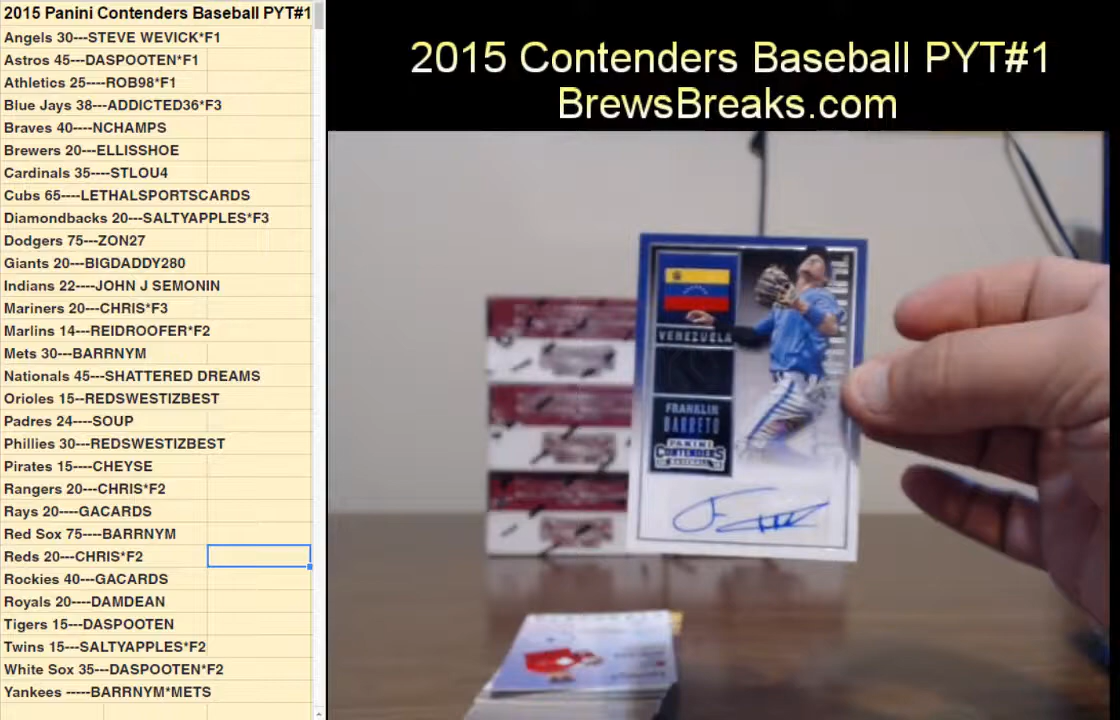 2015 Panini Contenders Baseball PYT#1
Angels 30---STEVE WEVICK*F1
Astros 45---DASPOOTEN*F1
Athletics 25----ROB98*F1
Blue Jays 38---ADDICTED36*F3
Braves 40----NCHAMPS
Brewers 20---ELLISSHOE
Cardinals 35----STLOU4
Cubs 65----LETHALSPORTSCARDS
Diamondbacks 20---SALTYAPPLES*F3
Dodgers 75---ZON27
Giants 20---BIGDADDY280
Indians 22----JOHN J SEMONIN
Mariners 20---CHRIS*F3
Marlins 14---REIDROOFER*F2
Mets 30---BARRNYM
Nationals 45---SHATTERED DREAMS
Orioles 15--REDSWESTIZBEST
Padres 24----SOUP
Phillies 30---REDSWESTIZBEST
Pirates 15----CHEYSE
Rangers 20---CHRIS*F2
Rays 20----GACARDS
Red Sox 75----BARRNYM
Reds 20---CHRIS*F2
Rockies 40---GACARDS
Royals 20----DAMDEAN
Tigers 15----DASPOOTEN
Twins 15----SALTYAPPLES*F2
White Sox 35----DASPOOTEN*F2
Yankees -----BARRNYM*METS
2015 Contenders Baseball PYT#1
BrewsBreaks.com
VENEZUELA
FRANKLIN
BARRETO
PANINI
CONTENDERS
BASEBALL